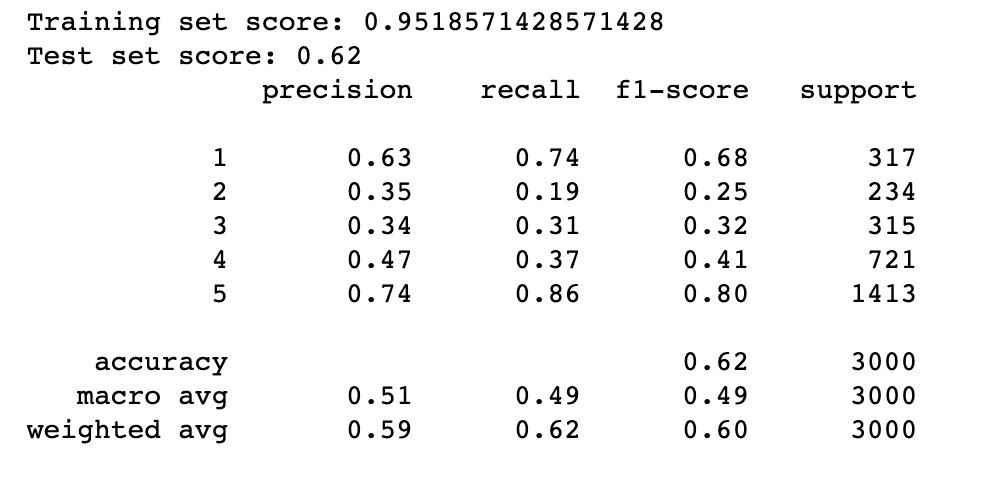 Training set score: 0.9518571428571428
Test set score: 0.62
precision recall f1-score support
1 0.63 0.74 0.68 317
2 0.35 0.19 0.25 234
3 0.34 0.31 0.32 315
4 0.47 0.37 0.41 721
5 0.74 0.86 0.80 1413
accuracy 0.62 3000
macro avg 0.51 0.49 0.49 3000
weighted avg 0.59 0.62 0.60 3000